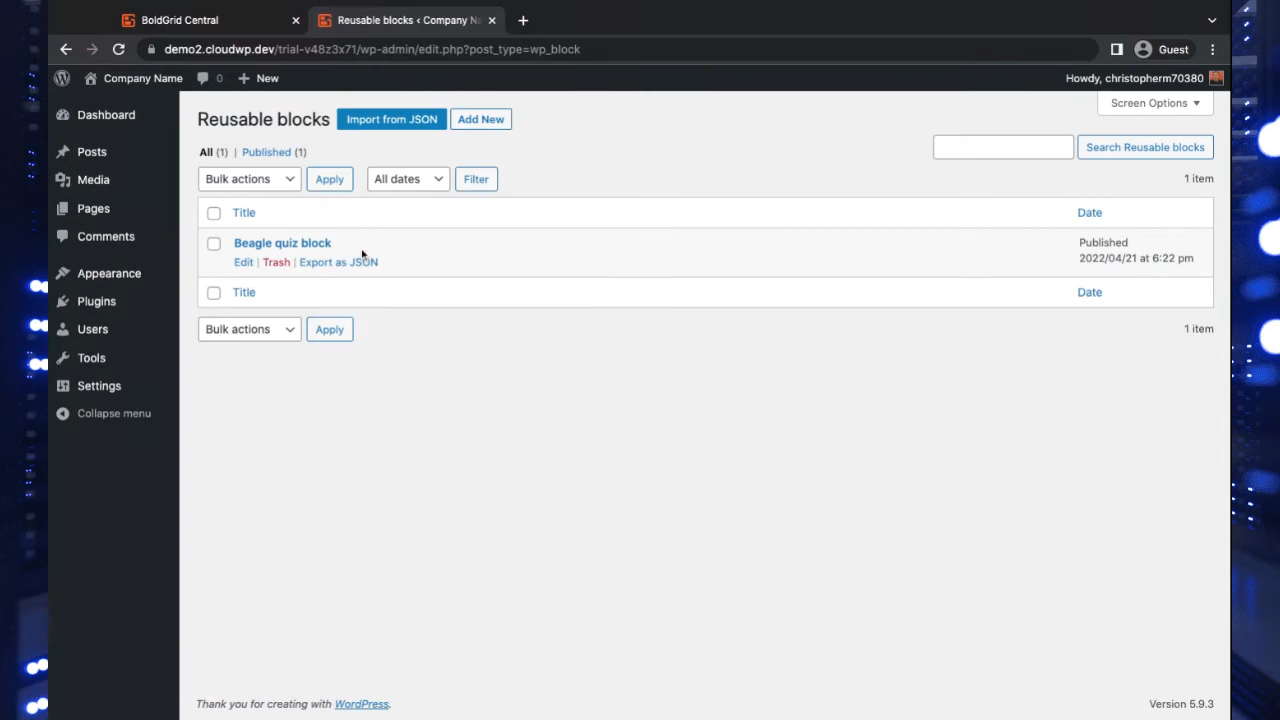 BoldGrid Central
Reusable blocks ‹ Company Na
demo2.cloudwp.dev/trial-v48z3x71/wp-admin/edit.php?post_type=wp_block
Guest
Company Name 0 New
Howdy, christopherm70380
Screen Options
Dashboard
Posts
Media
Pages
Comments
Appearance
Plugins
Users
Tools
Settings
Collapse menu
Reusable blocks Import from JSON Add New
All (1) | Published (1)
Search Reusable blocks
Bulk actions Apply All dates Filter
1 item
Title Date
Beagle quiz block
Edit | Trash | Export as JSON
Published
2022/04/21 at 6:22 pm
Title Date
Bulk actions Apply
1 item
Thank you for creating with WordPress.
Version 5.9.3